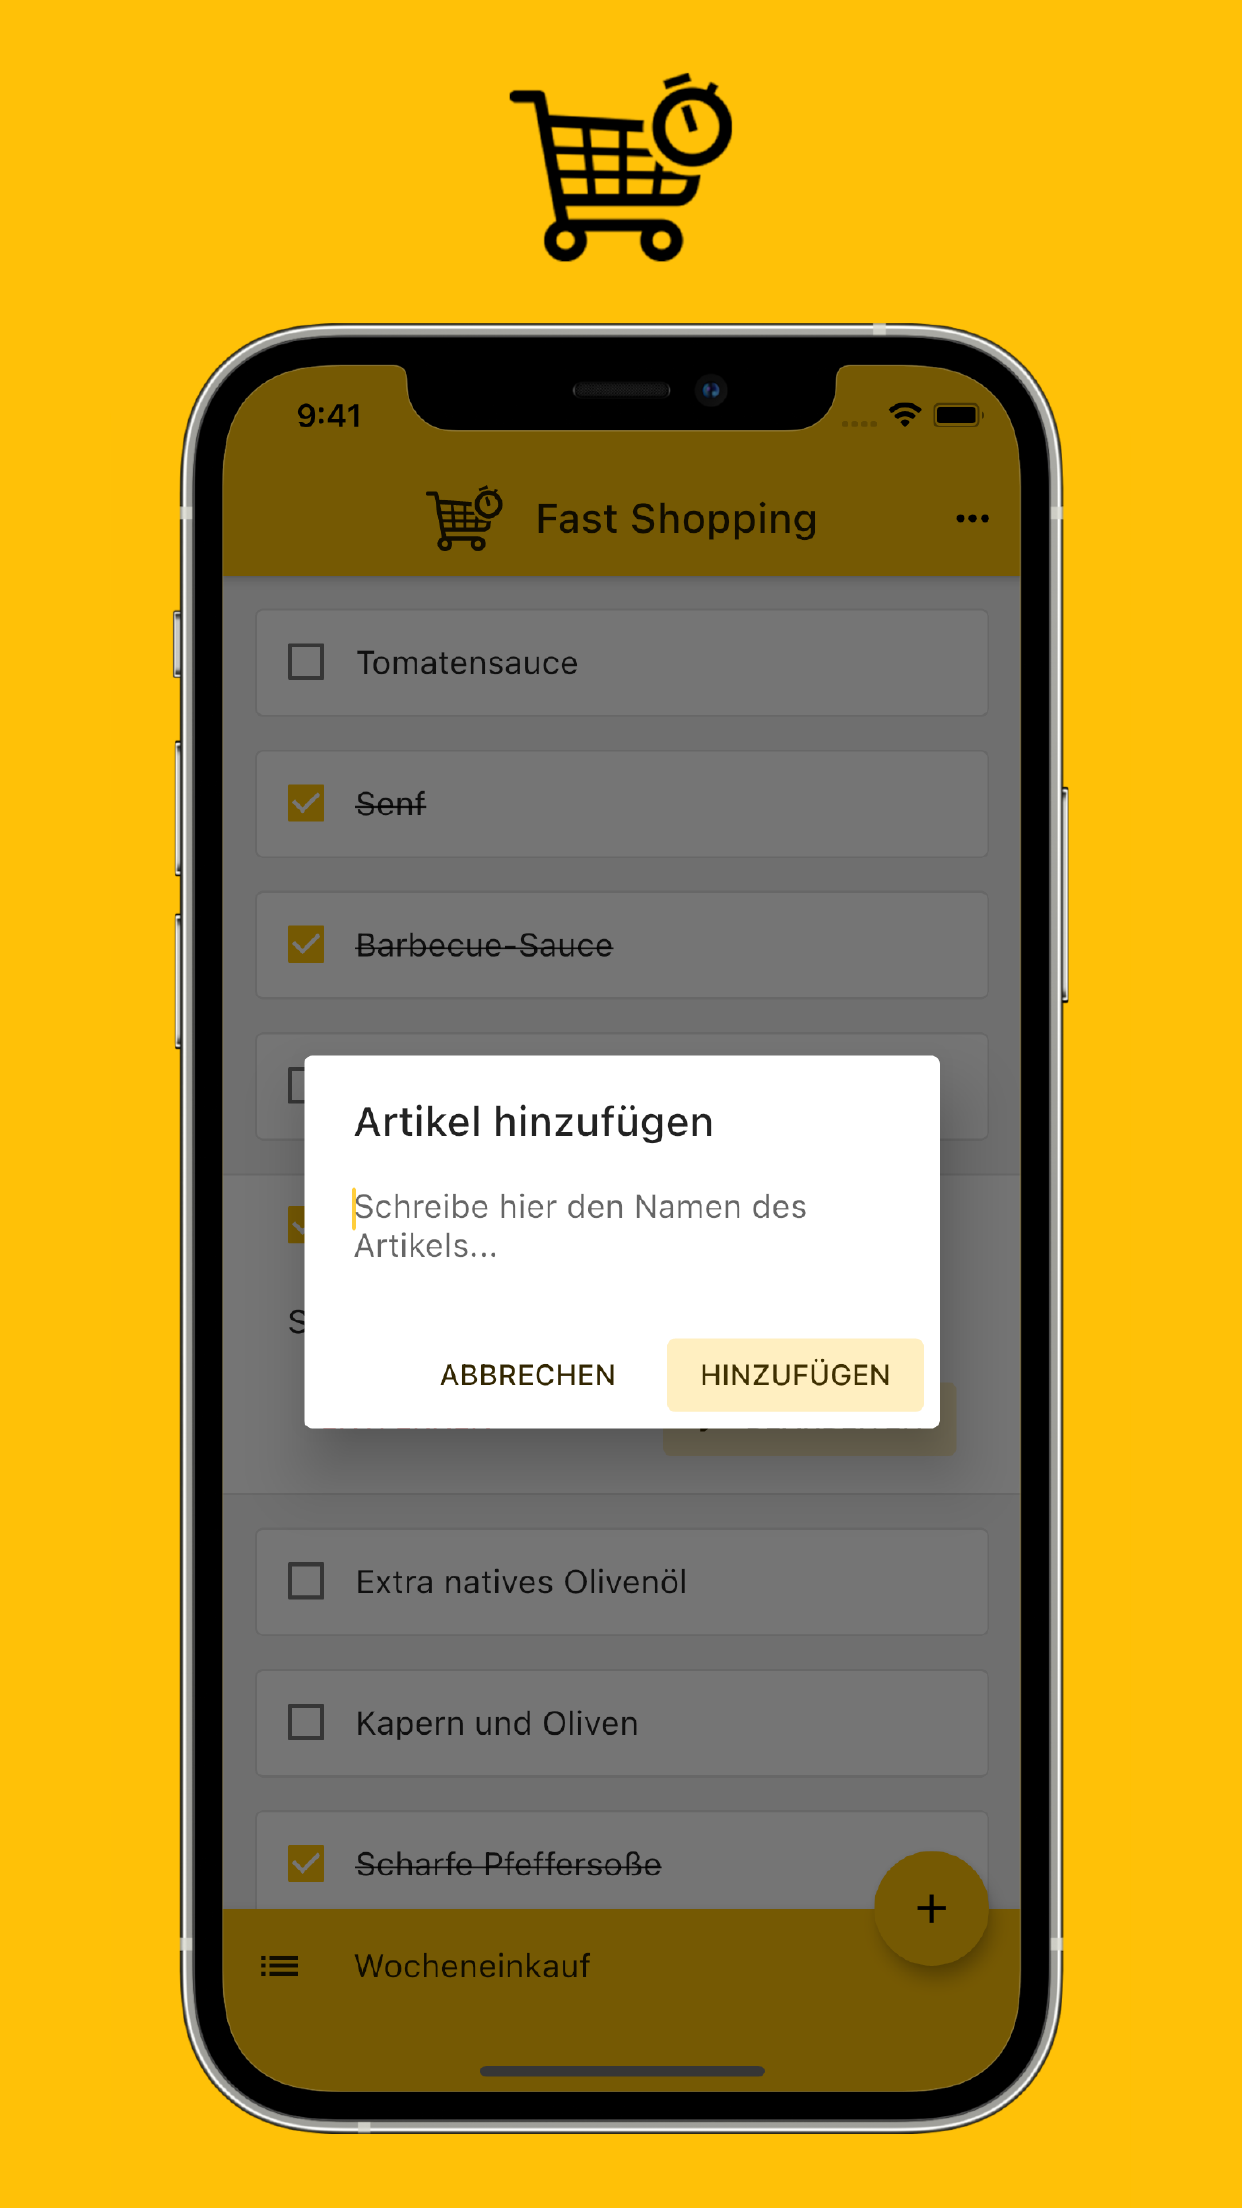 9:41
Fast Shopping
Tomatensauce
Senf
Barbecue-Sauce
Artikel hinzufügen
Schreibe hier den Namen des
Artikels...
ABBRECHEN
HINZUFÜGEN
Extra natives Olivenöl
Kapern und Oliven
Scharfe Pfeffersoße
Wocheneinkauf